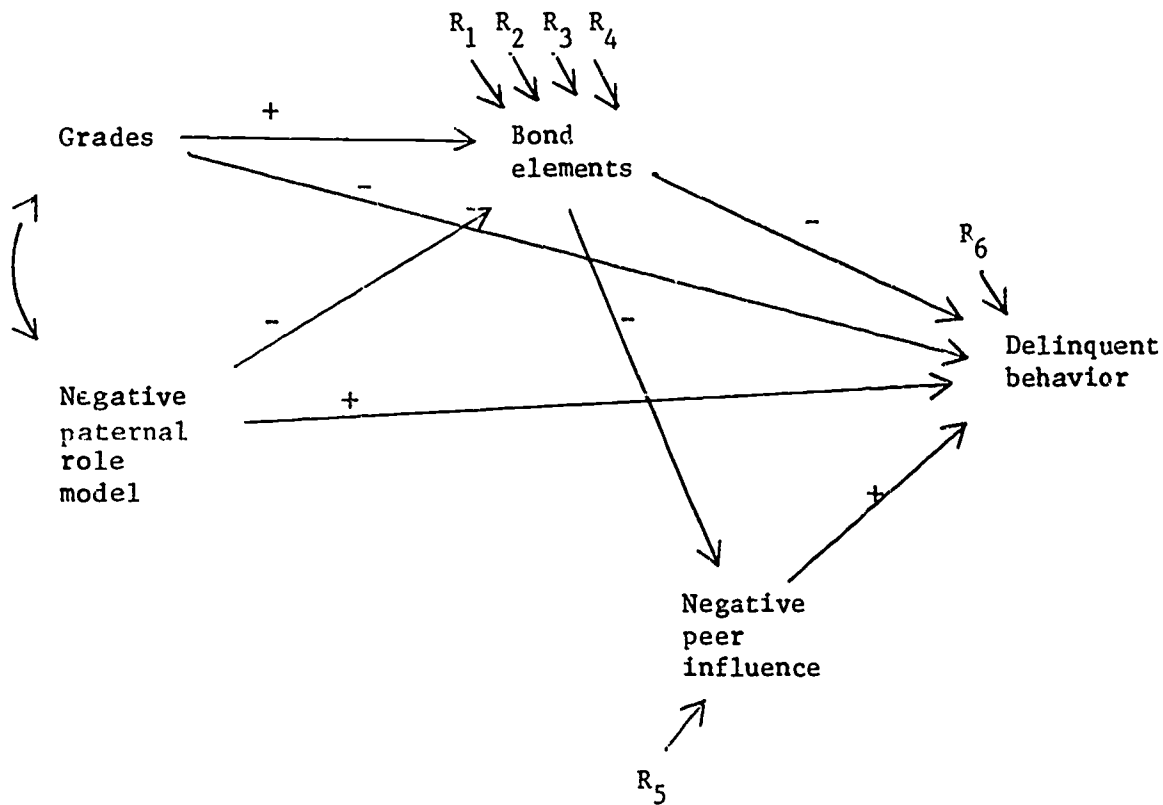 R1 R2 R3 R4
+
Grades
Bond
elements
-
-
R6
-
-
Delinquent
behavior
Negative
paternal
role
model
+
+
Negative
peer
influence
R5